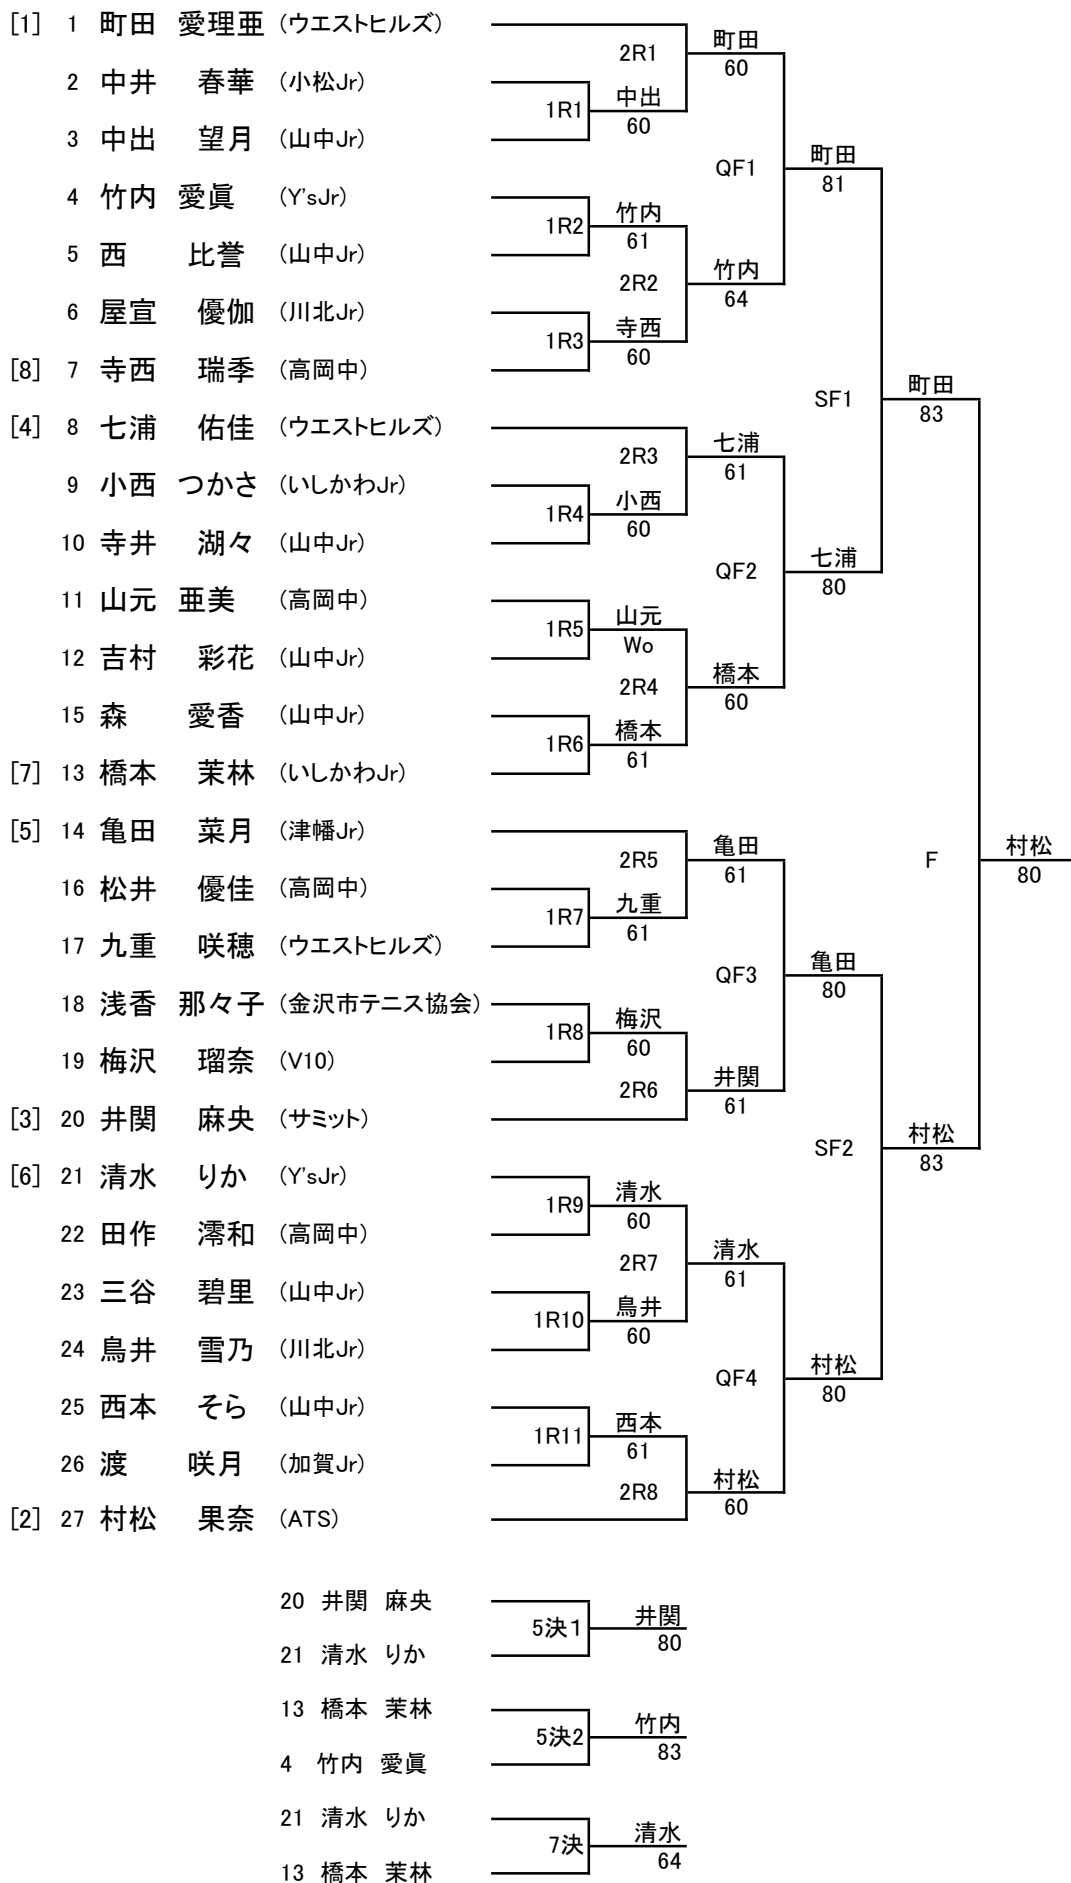 [1] 1 町田 愛理亜 (ウエストヒルズ)
2R1 町田
60
2 中井 春華 (小松Jr)
1R1 中出
60
3 中出 望月 (山中Jr)
QF1 町田
81
4 竹内 愛眞 (Y'sJr)
1R2 竹内
61
5 西 比誉 (山中Jr)
2R2 竹内
64
6 屋宣 優伽 (川北Jr)
1R3 寺西
60
[8] 7 寺西 瑞季 (高岡中)
SF1 町田
83
[4] 8 七浦 佑佳 (ウエストヒルズ)
2R3 七浦
61
9 小西 つかさ (いしかわJr)
1R4 小西
60
10 寺井 湖々 (山中Jr)
QF2 七浦
80
11 山元 亜美 (高岡中)
1R5 山元
Wo
12 吉村 彩花 (山中Jr)
2R4 橋本
60
15 森 愛香 (山中Jr)
1R6 橋本
61
[7] 13 橋本 茉林 (いしかわJr)
[5] 14 亀田 菜月 (津幡Jr)
2R5 亀田
61
F 村松
80
16 松井 優佳 (高岡中)
1R7 九重
61
17 九重 咲穂 (ウエストヒルズ)
QF3 亀田
80
18 浅香 那々子 (金沢市テニス協会)
1R8 梅沢
60
19 梅沢 瑠奈 (V10)
2R6 井関
61
[3] 20 井関 麻央 (サミット)
SF2 村松
83
[6] 21 清水 りか (Y'sJr)
1R9 清水
60
22 田作 澪和 (高岡中)
2R7 清水
61
23 三谷 碧里 (山中Jr)
1R10 鳥井
60
24 鳥井 雪乃 (川北Jr)
QF4 村松
80
25 西本 そら (山中Jr)
1R11 西本
61
26 渡 咲月 (加賀Jr)
2R8 村松
60
[2] 27 村松 果奈 (ATS)
20 井関 麻央
5決1 井関
80
21 清水 りか
13 橋本 茉林
5決2 竹内
83
4 竹内 愛眞
21 清水 りか
7決 清水
64
13 橋本 茉林